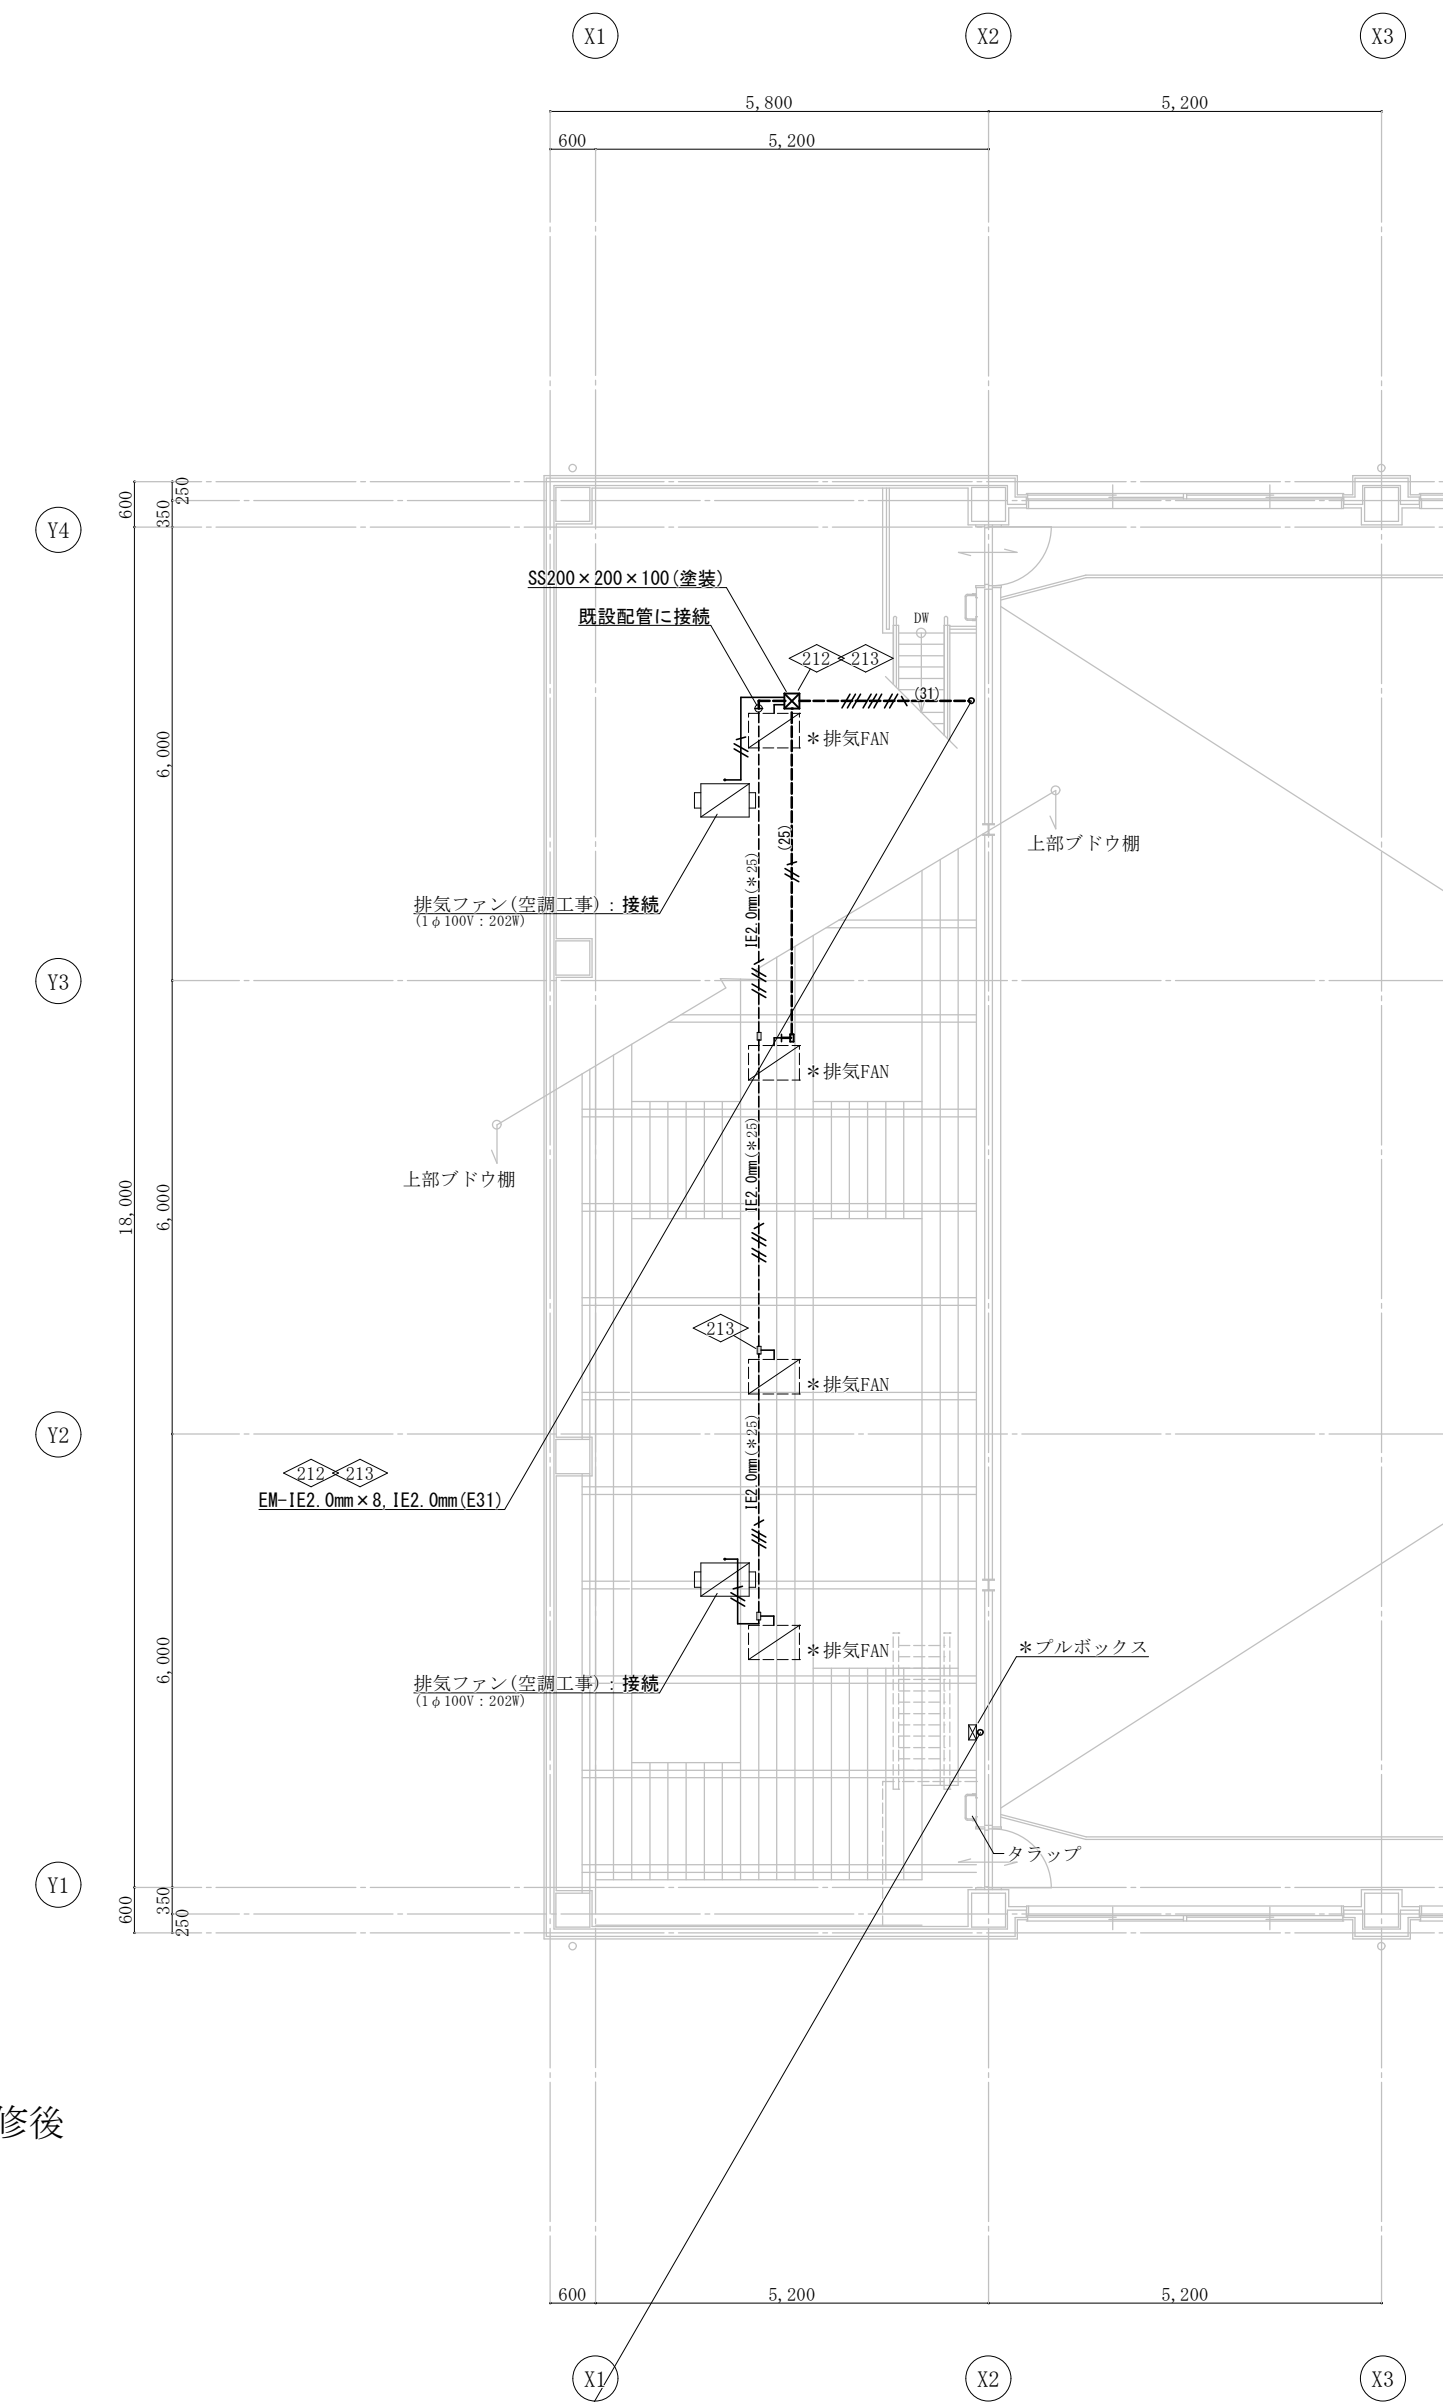 X1
X2
X3
5,800
5,200
600
5,200
600
350
250
Y4
SS200×200×100(塗装)
既設配管に接続
DW
212
213
(31)
＊排気FAN
6,000
(25)
上部ブドウ棚
IE2.0mm(＊25)
排気ファン(空調工事)：接続
(1φ100V：202W)
Y3
＊排気FAN
IE2.0mm(＊25)
上部ブドウ棚
18,000
6,000
213
＊排気FAN
Y2
IE2.0mm(＊25)
212
213
EM-IE2.0mm×8,IE2.0mm(E31)
6,000
＊排気FAN
＊プルボックス
排気ファン(空調工事)：接続
(1φ100V：202W)
タラップ
Y1
600
350
250
修後
600
5,200
5,200
X1
X2
X3